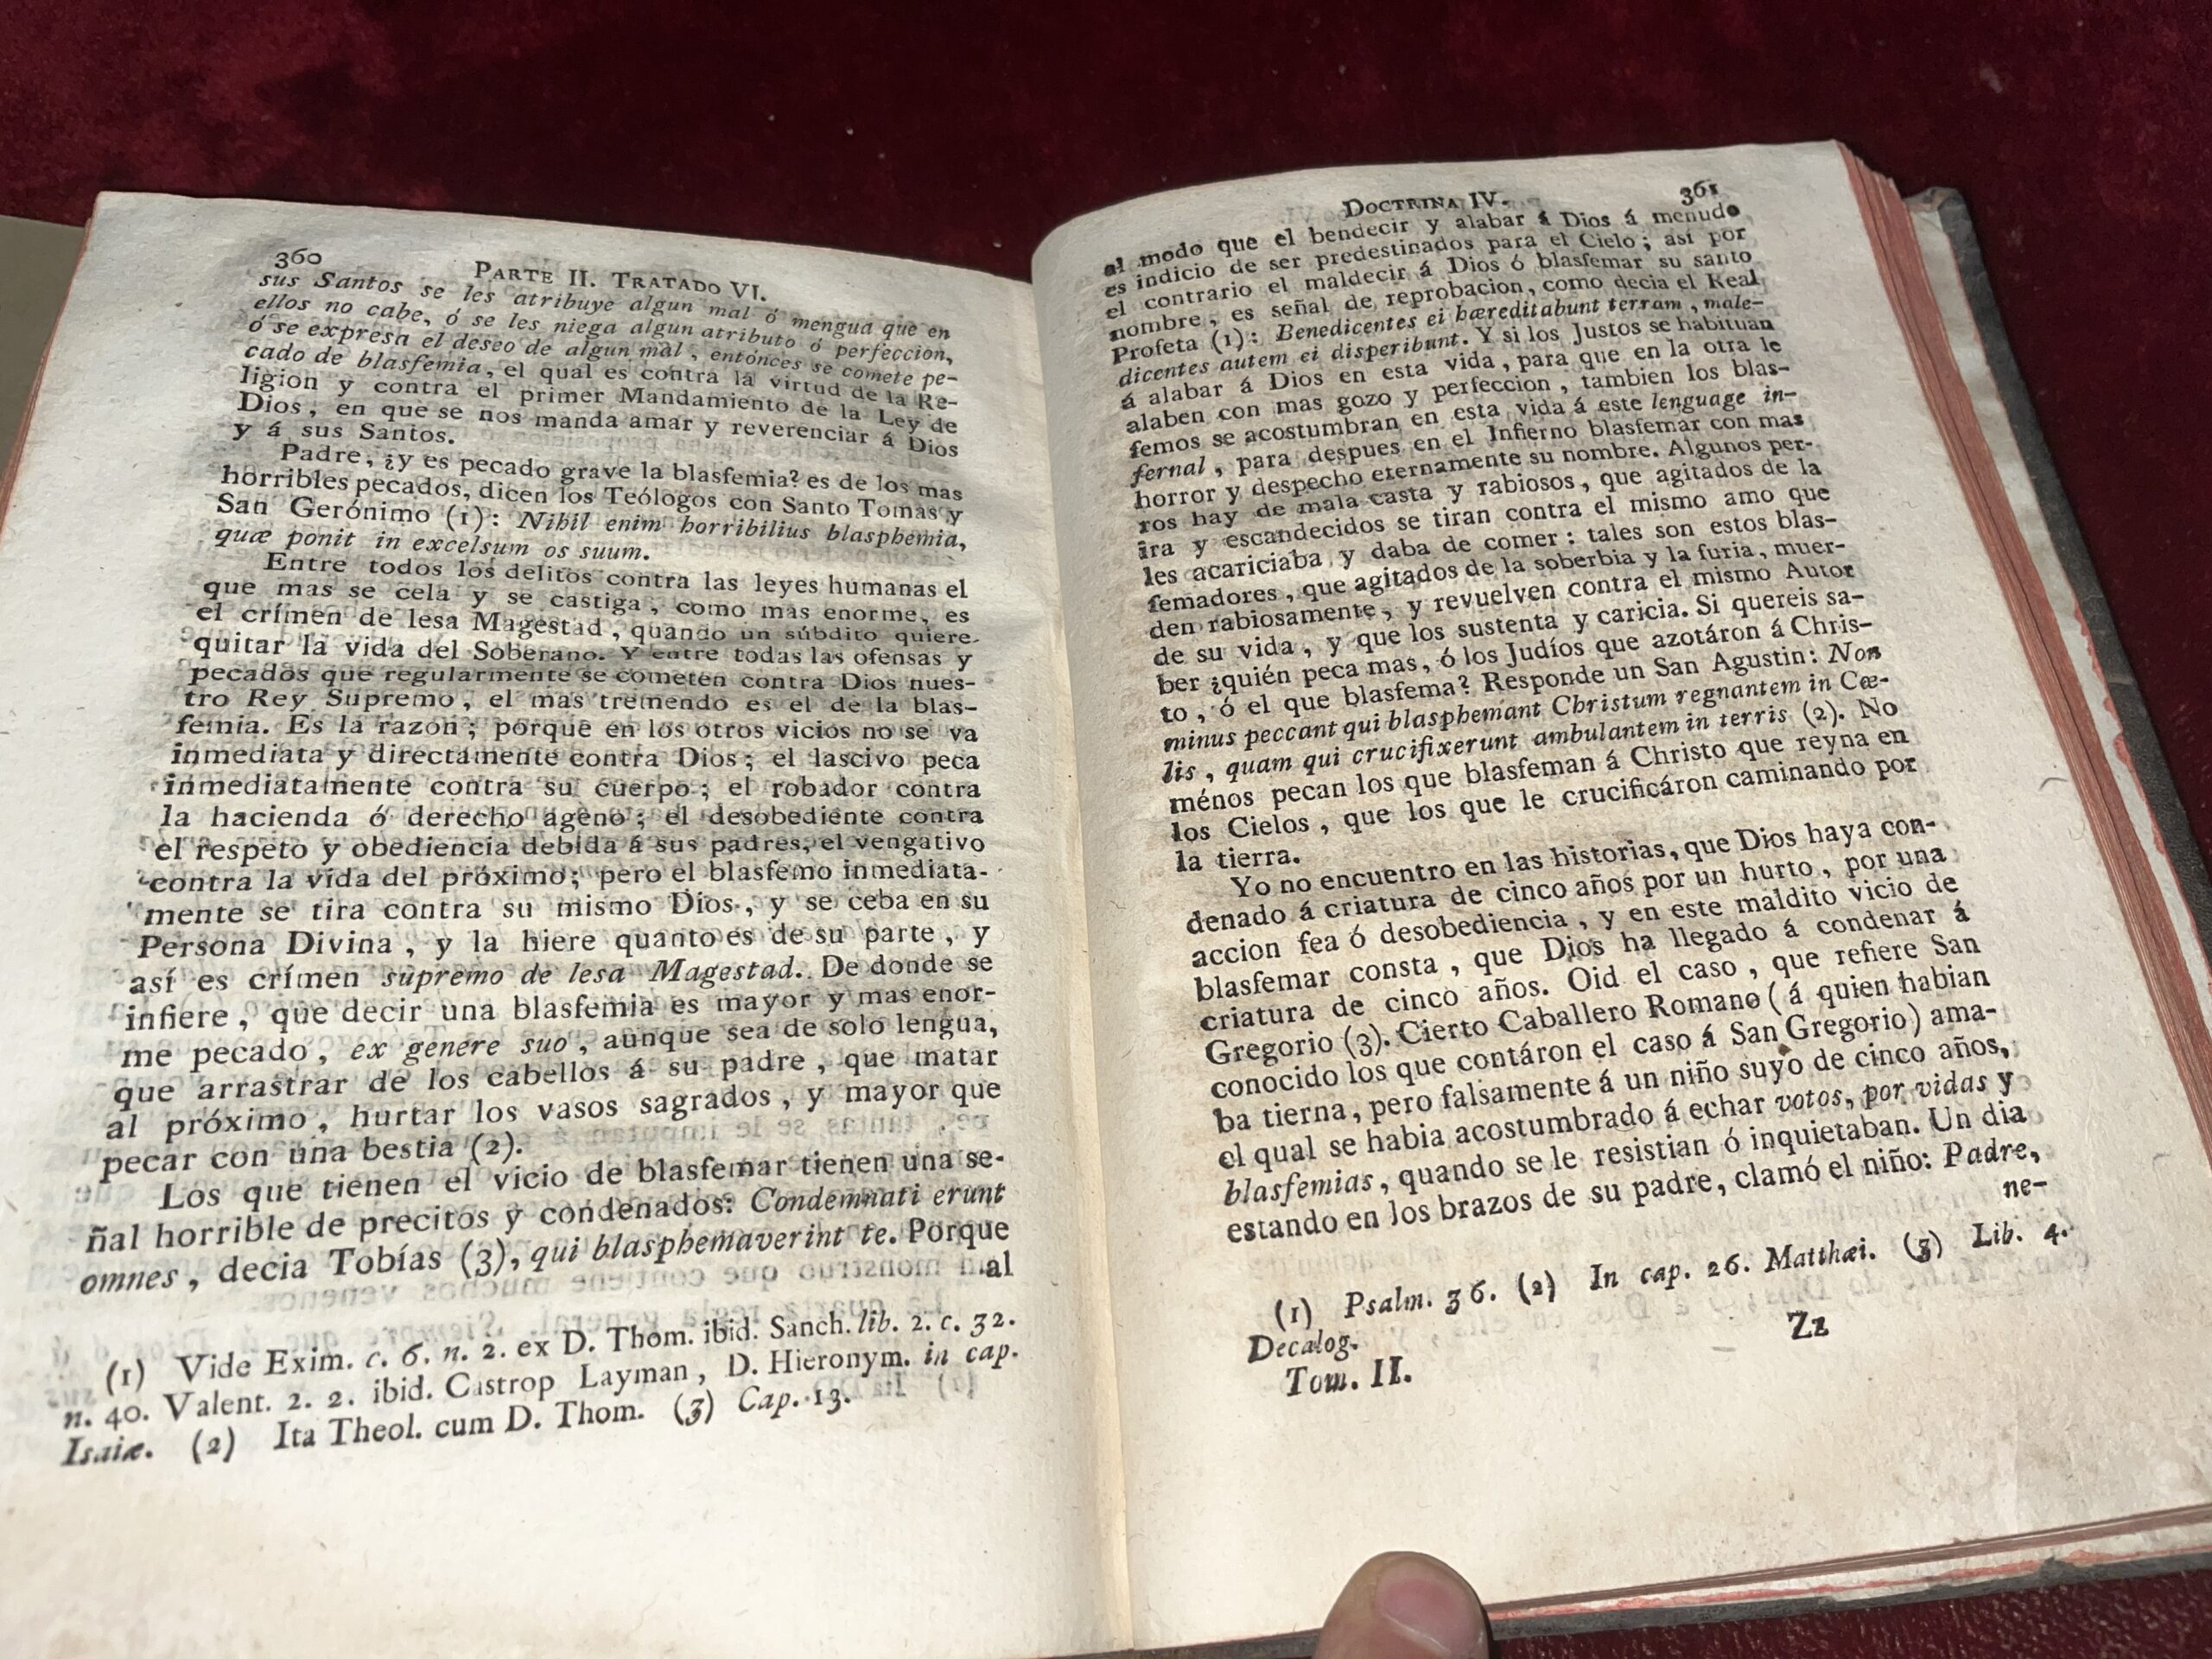 360
PARTE II. TRATADO VI.
sus Santos se les atribuye algun mal ó mengua que en
ellos no cabe, ó se les niega algun atributo ó perfeccion,
ó se expresa el deseo de algun mal, entónces se comete pe-
cado de blasfemia, el qual es contra la virtud de la Re-
ligion y contra el primer Mandamiento de la Ley de
Dios, en que se nos manda amar y reverenciar á Dios
y á sus Santos.
Padre, ¿y es pecado grave la blasfemia? es de los mas
horribles pecados, dicen los Teólogos con Santo Tomas y
San Gerónimo (1): Nihil enim horribilius blasphemia,
quæ ponit in excelsum os suum.
Entre todos los delitos contra las leyes humanas el
que mas se cela y se castiga, como mas enorme, es
el crímen de lesa Magestad, quando un súbdito quiere
quitar la vida del Soberano. Y entre todas las ofensas y
pecados que regularmente se cometen contra Dios nues-
tro Rey Supremo, el mas tremendo es el de la blas-
femia. Es la razon; porque en los otros vicios no se va
inmediata y directamente contra Dios; el lascivo peca
inmediatamente contra su cuerpo; el robador contra
la hacienda ó derecho ageno; el desobediente contra
el respeto y obediencia debida á sus padres, el vengativo
contra la vida del próximo; pero el blasfemo inmediata-
mente se tira contra su mismo Dios, y se ceba en su
Persona Divina, y la hiere quanto es de su parte, y
así es crímen supremo de lesa Magestad. De donde se
infiere, que decir una blasfemia es mayor y mas enor-
me pecado, ex genere suo, aunque sea de solo lengua,
que arrastrar de los cabellos á su padre, que matar
al próximo, hurtar los vasos sagrados, y mayor que
pecar con una bestia (2).
Los que tienen el vicio de blasfemar tienen una se-
ñal horrible de precitos y condenados: Condemnati erunt
omnes, decia Tobías (3), qui blasphemaverint te. Porque
al
(1) Vide Exim. c. 6. n. 2. ex D. Thom. ibid. Sanch. lib. 2. c. 32.
n. 40. Valent. 2. 2. ibid. Castrop Layman, D. Hieronym. in cap.
Isaiæ. (2) Ita Theol. cum D. Thom. (3) Cap. 13.
DOCTRINA IV. 361
al modo que el bendecir y alabar á Dios á menudo
es indicio de ser predestinados para el Cielo; así por
el contrario el maldecir á Dios ó blasfemar su santo
nombre, es señal de reprobacion, como decia el Real
Profeta (1): Benedicentes ei hæreditabunt terram, male-
dicentes autem ei disperibunt. Y si los Justos se habituan
á alabar á Dios en esta vida, para que en la otra le
alaben con mas gozo y perfeccion, tambien los blas-
femos se acostumbran en esta vida á este lenguage in-
fernal, para despues en el Infierno blasfemar con mas
horror y despecho eternamente su nombre. Algunos per-
ros hay de mala casta y rabiosos, que agitados de la
ira y escandecidos se tiran contra el mismo amo que
les acariciaba y daba de comer: tales son estos blas-
femadores, que agitados de la soberbia y la furia, muer-
den rabiosamente, y revuelven contra el mismo Autor
de su vida, y que los sustenta y caricia. Si quereis sa-
ber ¿quién peca mas, ó los Judíos que azotáron á Chris-
to, ó el que blasfema? Responde un San Agustin: Non
minus peccant qui blasphemant Christum regnantem in Cœ-
lis, quam qui crucifixerunt ambulantem in terris (2). No
ménos pecan los que blasfeman á Christo que reyna en
los Cielos, que los que le crucificáron caminando por
la tierra.
Yo no encuentro en las historias, que Dios haya con-
denado á criatura de cinco años por un hurto, por una
accion fea ó desobediencia, y en este maldito vicio de
blasfemar consta, que Dios ha llegado á condenar á
criatura de cinco años. Oid el caso, que refiere San
Gregorio (3). Cierto Caballero Romano (á quien habian
conocido los que contáron el caso á San Gregorio) ama-
ba tierna, pero falsamente á un niño suyo de cinco años,
el qual se habia acostumbrado á echar votos, por vidas y
blasfemias, quando se le resistian ó inquietaban. Un dia
estando en los brazos de su padre, clamó el niño: Padre,
ne-
(1) Psalm. 36. (2) In cap. 26. Matthæi. (3) Lib. 4.
Decalog.
Tom. II. Zz